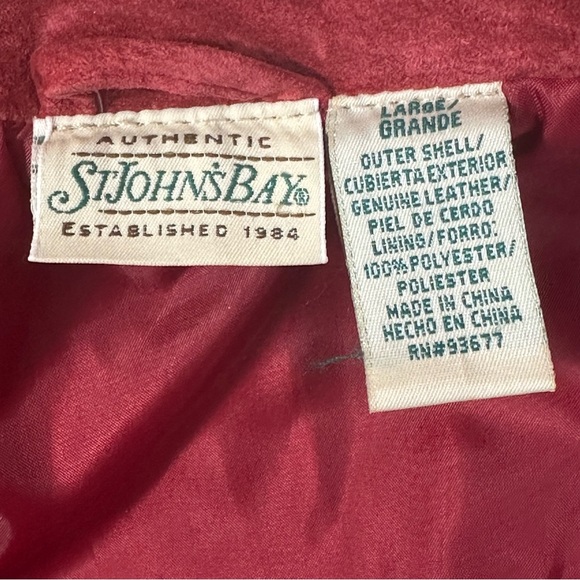 AUTHENTIC
ST.JOHN'S BAY®
ESTABLISHED 1984
LARGE/
GRANDE
OUTER SHELL/
CUBIERTA EXTERIOR
GENUINE LEATHER/
PIEL DE CERDO
LINING/FORRO:
100% POLYESTER/
POLIESTER
MADE IN CHINA
HECHO EN CHINA
RN#93677